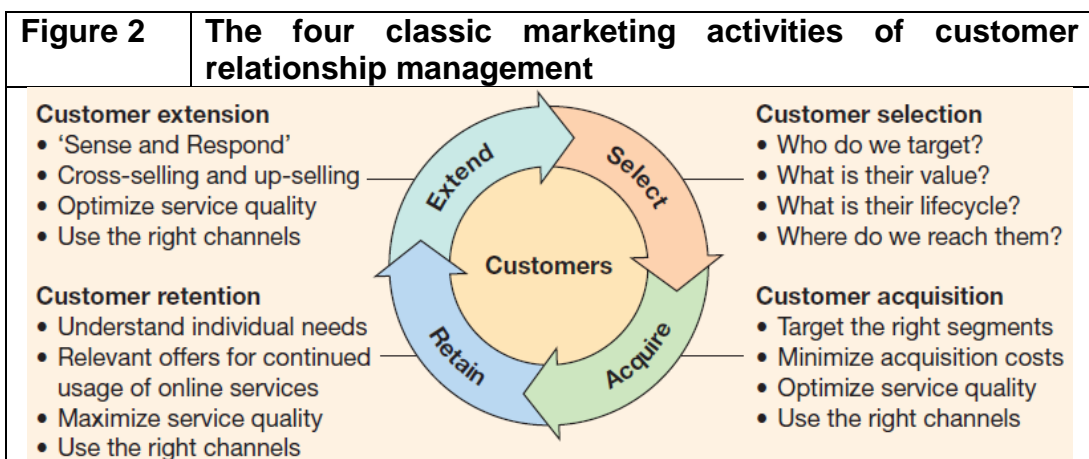 Figure 2
The four classic marketing activities of customer
relationship management
Customer extension
• ‘Sense and Respond’
• Cross-selling and up-selling
• Optimize service quality
• Use the right channels
Customer selection
• Who do we target?
• What is their value?
• What is their lifecycle?
• Where do we reach them?
Extend
Select
Customers
Retain
Acquire
Customer retention
• Understand individual needs
• Relevant offers for continued
usage of online services
• Maximize service quality
• Use the right channels
Customer acquisition
• Target the right segments
• Minimize acquisition costs
• Optimize service quality
• Use the right channels